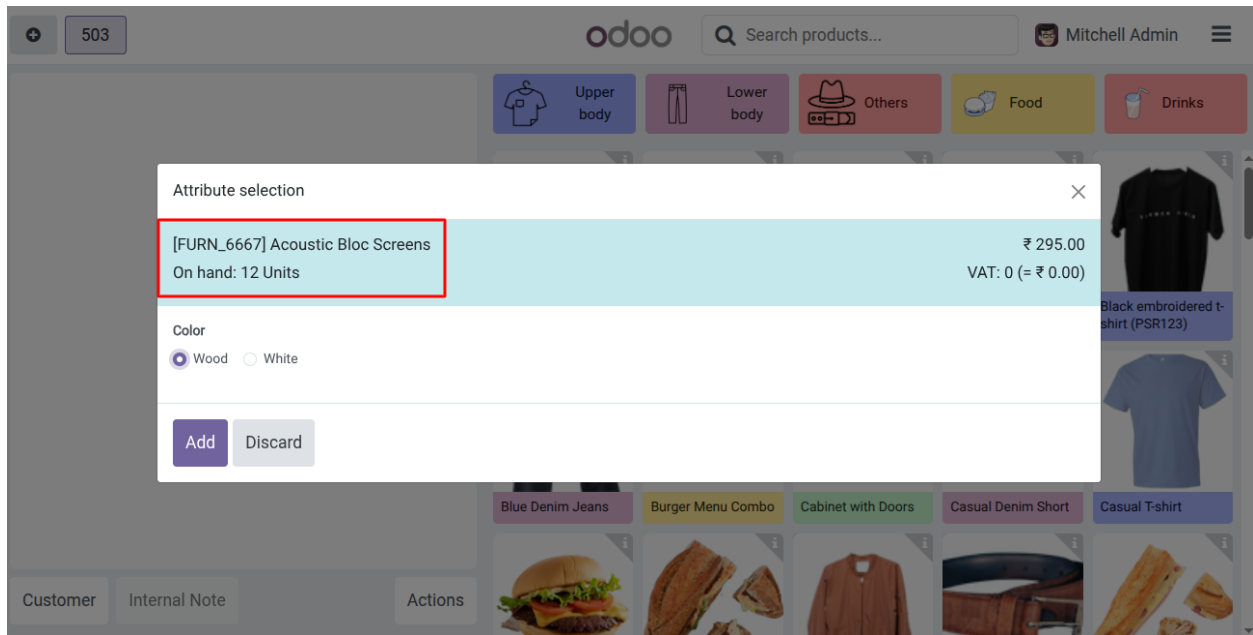 503
odoo
Search products...
Mitchell Admin
Upper
body
Lower
body
Others
Food
Drinks
Attribute selection
[FURN_6667] Acoustic Bloc Screens
₹ 295.00
On hand: 12 Units
VAT: 0 (= ₹ 0.00)
Color
Wood
White
Add
Discard
Black embroidered t-
shirt (PSR123)
Blue Denim Jeans
Burger Menu Combo
Cabinet with Doors
Casual Denim Short
Casual T-shirt
Customer
Internal Note
Actions